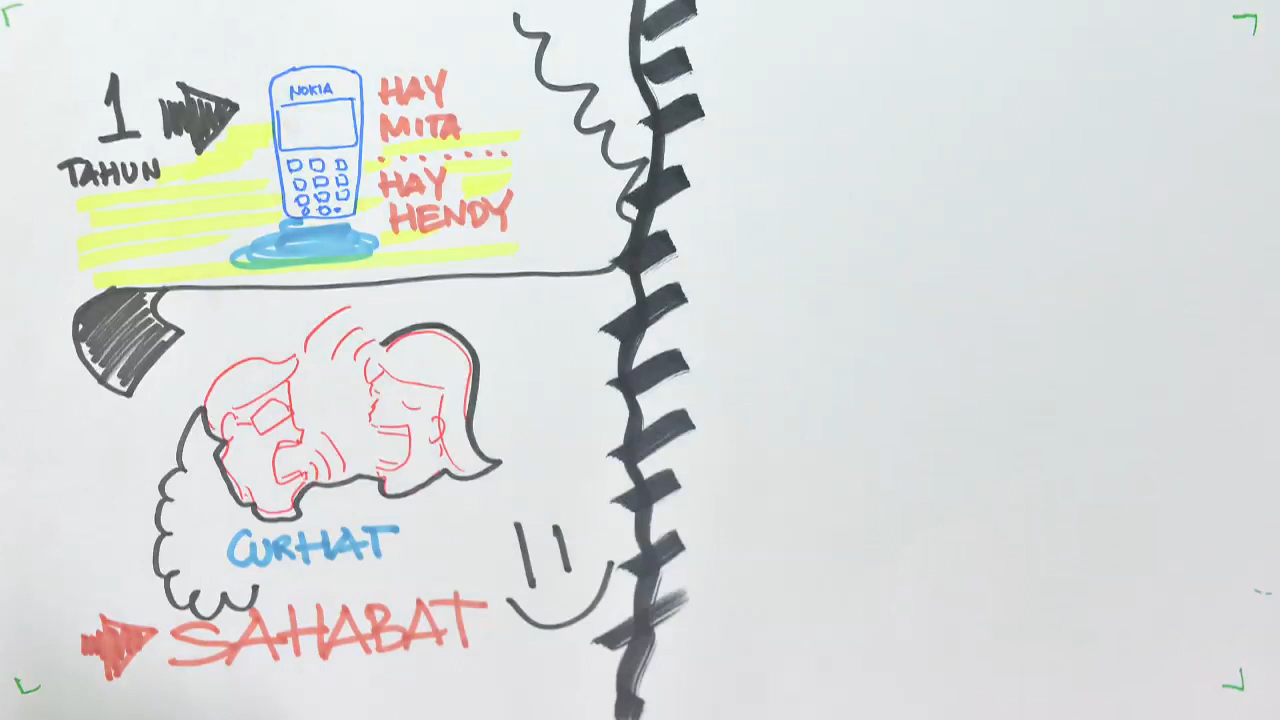 1
TAHUN
NOKIA
HAY
MITA
.......
HAY
HENDY
CURHAT
SAHABAT